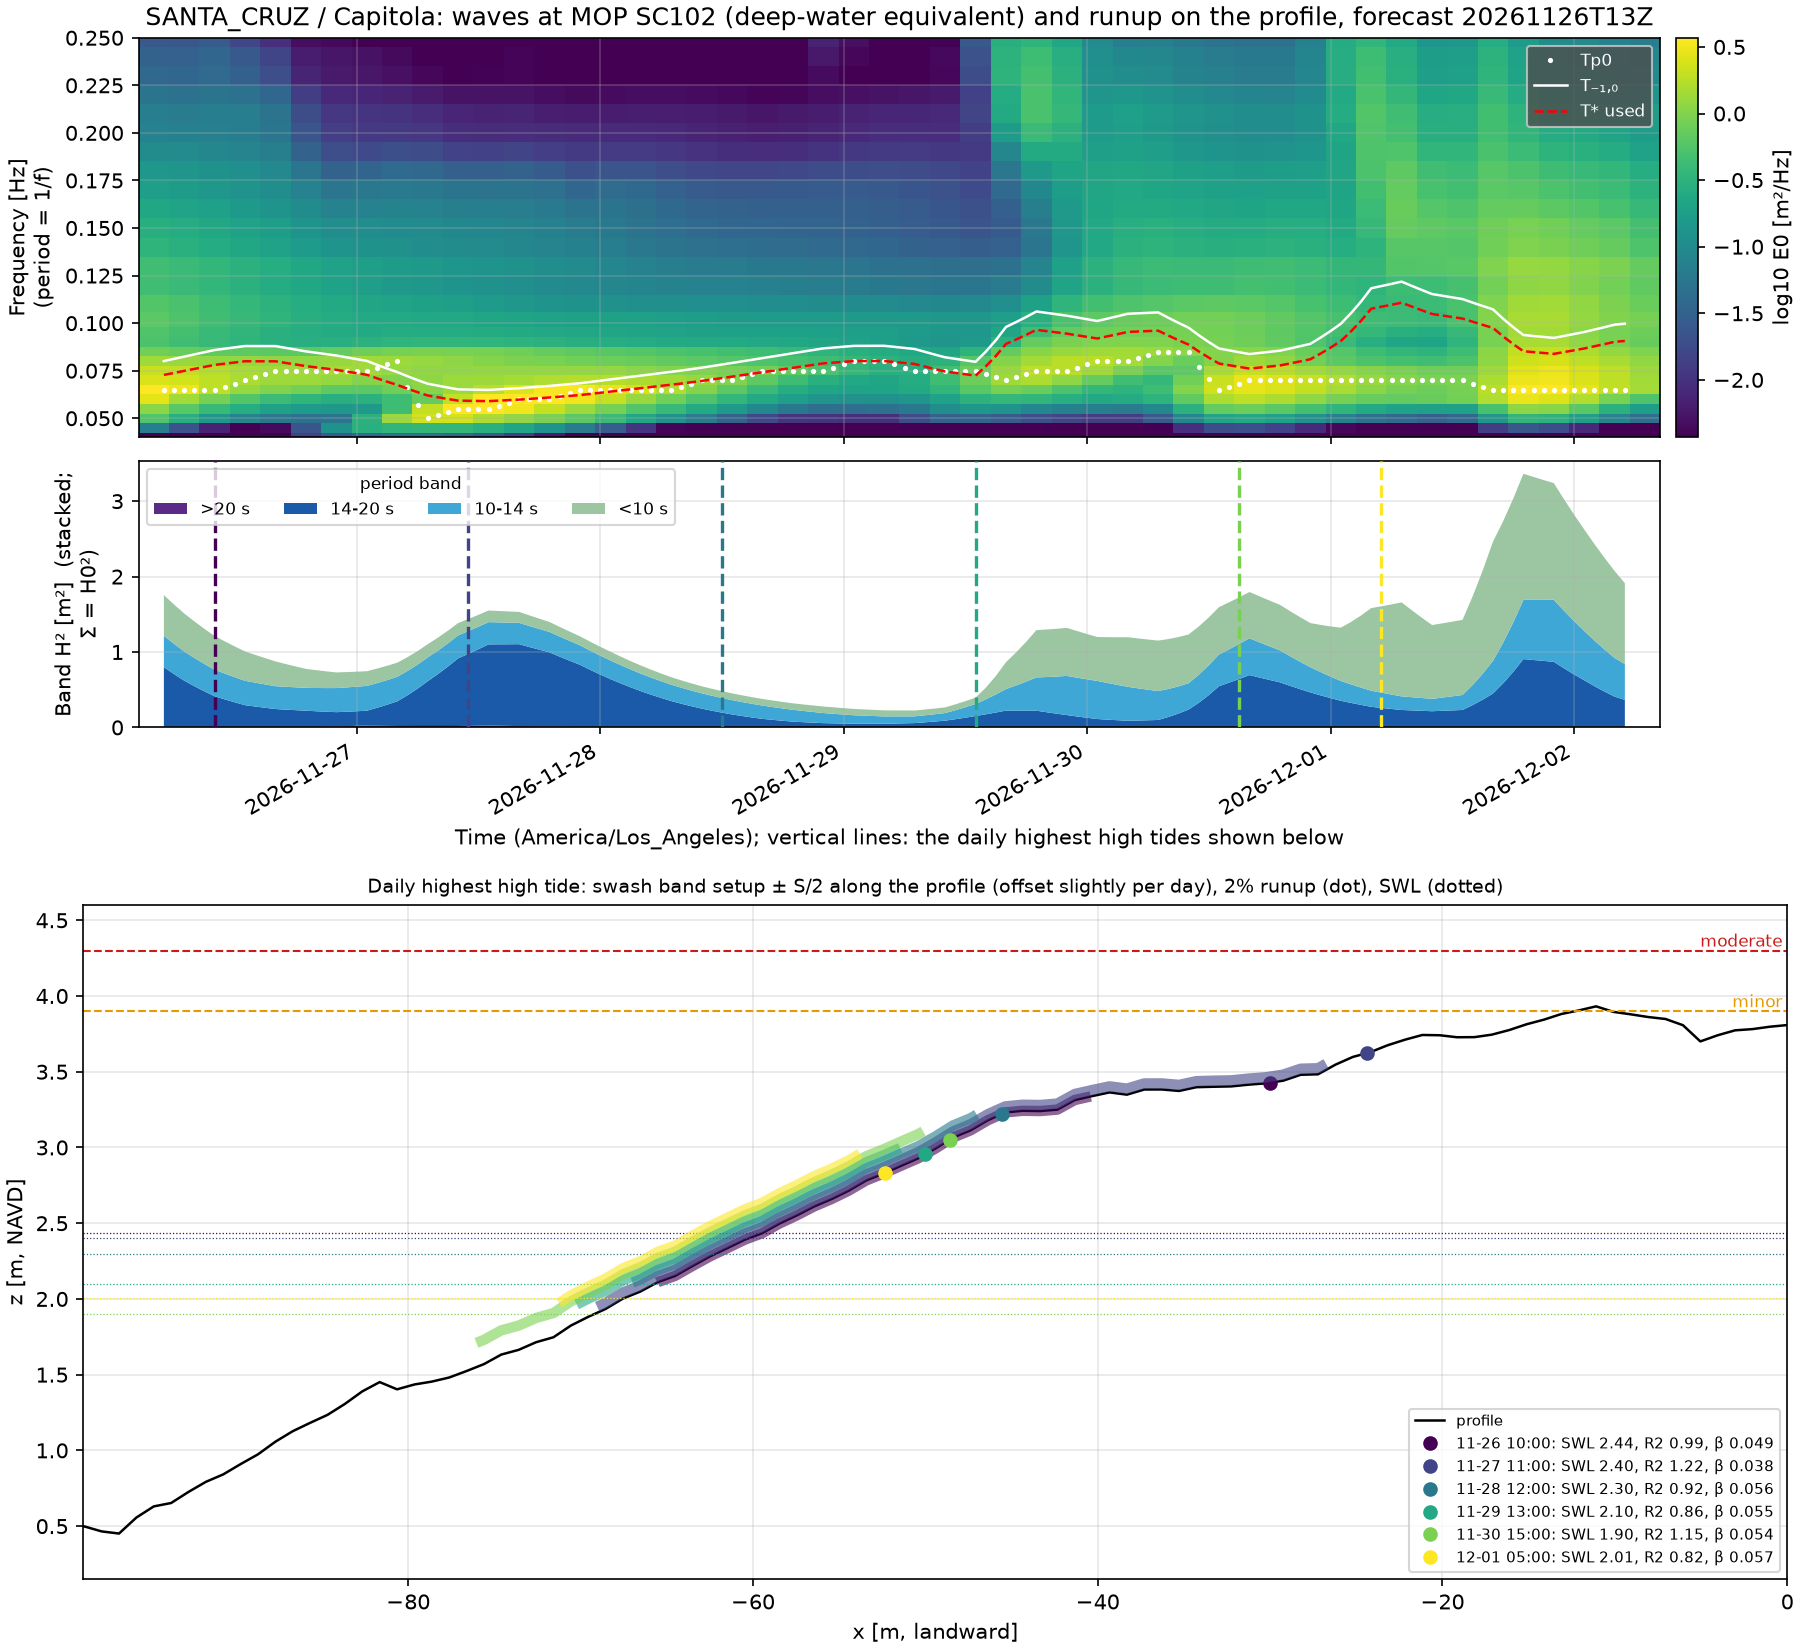 SANTA_CRUZ / Capitola: waves at MOP SC102 (deep-water equivalent) and runup on the profile, forecast 20261126T13Z
Frequency [Hz]
(period = 1/f)
0.250
0.225
0.200
0.175
0.150
0.125
0.100
0.075
0.050
Tp0
T₋₁,₀
T* used
0.5
0.0
−0.5
−1.0
−1.5
−2.0
log10 E0 [m²/Hz]
Band H² [m²]  (stacked;
Σ = H0²)
3
2
1
0
period band
>20 s
14-20 s
10-14 s
<10 s
2026-11-27
2026-11-28
2026-11-29
2026-11-30
2026-12-01
2026-12-02
Time (America/Los_Angeles); vertical lines: the daily highest high tides shown below
Daily highest high tide: swash band setup ± S/2 along the profile (offset slightly per day), 2% runup (dot), SWL (dotted)
z [m, NAVD]
4.5
4.0
3.5
3.0
2.5
2.0
1.5
1.0
0.5
moderate
minor
profile
11-26 10:00: SWL 2.44, R2 0.99, β 0.049
11-27 11:00: SWL 2.40, R2 1.22, β 0.038
11-28 12:00: SWL 2.30, R2 0.92, β 0.056
11-29 13:00: SWL 2.10, R2 0.86, β 0.055
11-30 15:00: SWL 1.90, R2 1.15, β 0.054
12-01 05:00: SWL 2.01, R2 0.82, β 0.057
−80
−60
−40
−20
0
x [m, landward]